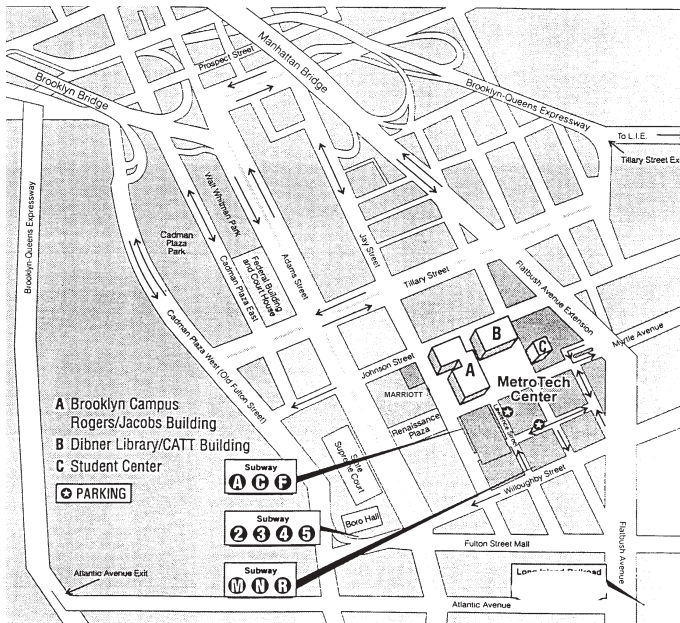 Prospect Street
Manhattan Bridge
Brooklyn Bridge
Brooklyn-Queens Expressway
To L.I.E.
Tillary Street Ex
Brooklyn-Queens Expressway
Walt Whitman Park
Cadman
Plaza
Park
Cadman Plaza East
Federal Building
and Court House
Adams Street
Jay Street
Tillary Street
Flatbush Avenue Extension
Myrtle Avenue
Cadman Plaza West (Old Fulton Street)
Johnson Street
B
A
C
MARRIOTT
MetroTech
Center
Renaissance
Plaza
A Brooklyn Campus
Rogers/Jacobs Building
B Dibner Library/CATT Building
C Student Center
PARKING
State
Supreme Court
Subway
A C F
Willoughby Street
Subway
2 3 4 5
Boro Hall
Fulton Street Mall
Flatbush Avenue
Subway
M N R
Atlantic Avenue Exit
Long Island Railroad
Atlantic Avenue